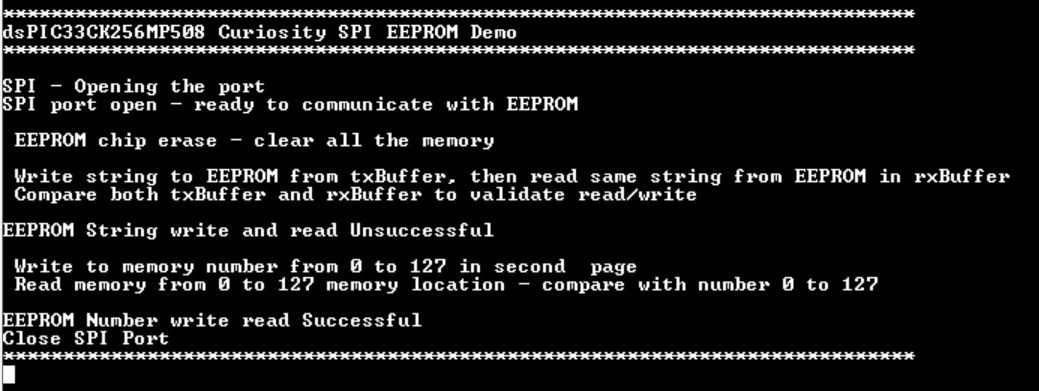 ****************************************************************************
dsPIC33CK256MP508 Curiosity SPI EEPROM Demo
****************************************************************************
SPI - Opening the port
SPI port open - ready to communicate with EEPROM
EEPROM chip erase - clear all the memory
Write string to EEPROM from txBuffer, then read same string from EEPROM in rxBuffer
Compare both txBuffer and rxBuffer to validate read/write
EEPROM String write and read Unsuccessful
Write to memory number from 0 to 127 in second  page
Read memory from 0 to 127 memory location - compare with number 0 to 127
EEPROM Number write read Successful
Close SPI Port
****************************************************************************